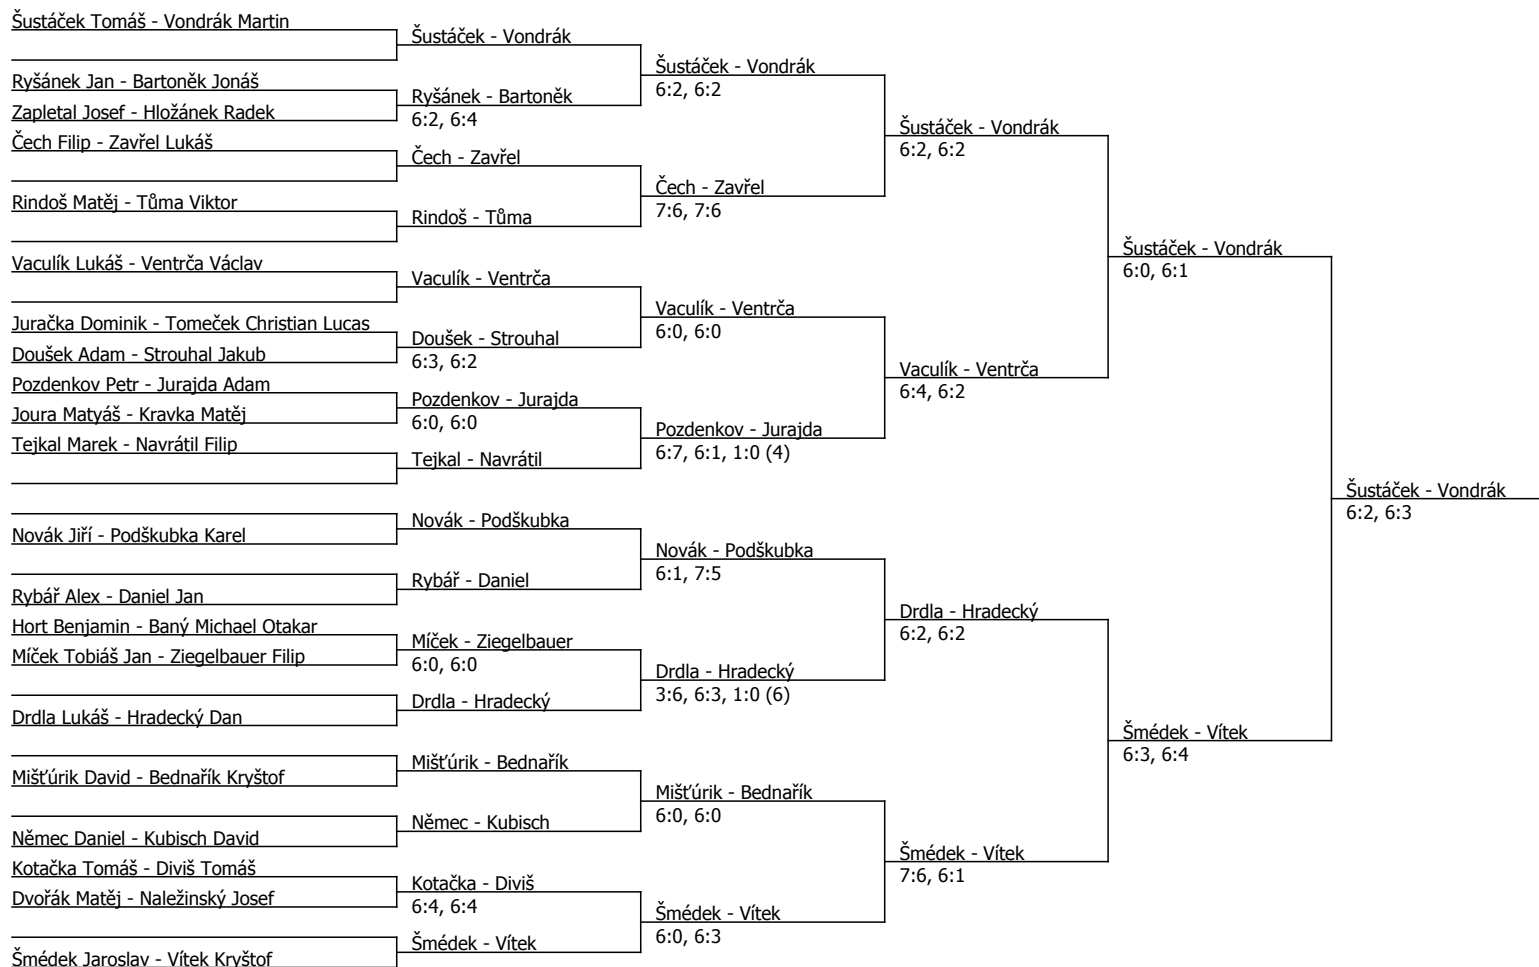 Šustáček Tomáš - Vondrák Martin
Ryšánek Jan - Bartoněk Jonáš
Zapletal Josef - Hložánek Radek
Čech Filip - Zavřel Lukáš
Rindoš Matěj - Tůma Viktor
Vaculík Lukáš - Ventrča Václav
Juračka Dominik - Tomeček Christian Lucas
Doušek Adam - Strouhal Jakub
Pozdenkov Petr - Jurajda Adam
Joura Matyáš - Kravka Matěj
Tejkal Marek - Navrátil Filip
Novák Jiří - Podškubka Karel
Rybář Alex - Daniel Jan
Hort Benjamin - Baný Michael Otakar
Míček Tobiáš Jan - Ziegelbauer Filip
Drdla Lukáš - Hradecký Dan
Mišťúrik David - Bednařík Kryštof
Němec Daniel - Kubisch David
Kotačka Tomáš - Diviš Tomáš
Dvořák Matěj - Naležinský Josef
Šmédek Jaroslav - Vítek Kryštof
Šustáček - Vondrák
Ryšánek - Bartoněk
6:2, 6:4
Čech - Zavřel
Rindoš - Tůma
Vaculík - Ventrča
Doušek - Strouhal
6:3, 6:2
Pozdenkov - Jurajda
6:0, 6:0
Tejkal - Navrátil
Novák - Podškubka
Rybář - Daniel
Míček - Ziegelbauer
6:0, 6:0
Drdla - Hradecký
Mišťúrik - Bednařík
Němec - Kubisch
Kotačka - Diviš
6:4, 6:4
Šmédek - Vítek
Šustáček - Vondrák
6:2, 6:2
Čech - Zavřel
7:6, 7:6
Vaculík - Ventrča
6:0, 6:0
Pozdenkov - Jurajda
6:7, 6:1, 1:0 (4)
Novák - Podškubka
6:1, 7:5
Drdla - Hradecký
3:6, 6:3, 1:0 (6)
Mišťúrik - Bednařík
6:0, 6:0
Šmédek - Vítek
6:0, 6:3
Šustáček - Vondrák
6:2, 6:2
Vaculík - Ventrča
6:4, 6:2
Drdla - Hradecký
6:2, 6:2
Šmédek - Vítek
7:6, 6:1
Šustáček - Vondrák
6:0, 6:1
Šmédek - Vítek
6:3, 6:4
Šustáček - Vondrák
6:2, 6:3